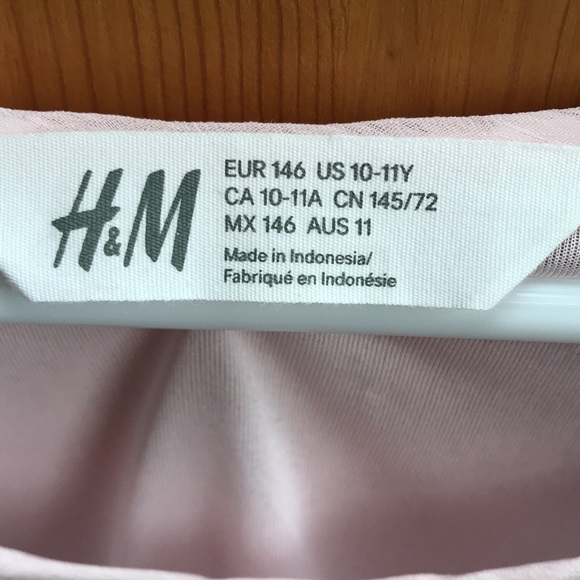 H&M
EUR 146 US 10-11Y
CA 10-11A CN 145/72
MX 146 AUS 11
Made in Indonesia/
Fabriqué en Indonésie